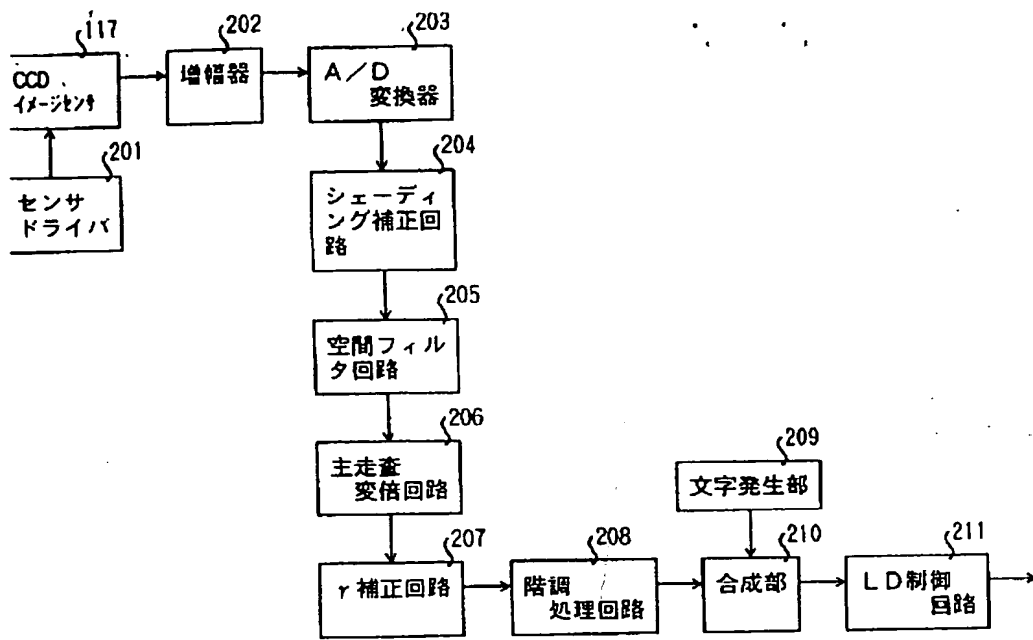 117
CCD
イメージセンサ
202
増幅器
203
A／D
変換器
201
センサ
ドライバ
204
シェーディ
ング補正回
路
205
空間フィル
タ回路
206
主走査
変倍回路
207
γ補正回路
208
階調
処理回路
209
文字発生部
210
合成部
211
LD制御
回路